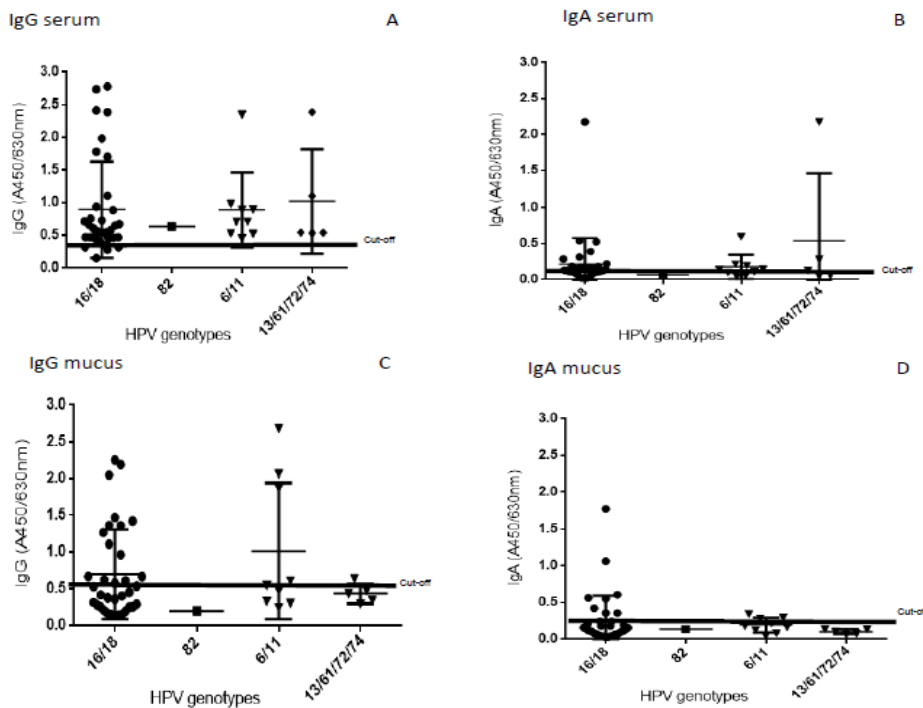 IgG serum
A
IgG (A450/630nm)
3.0
2.5
2.0
1.5
1.0
0.5
0.0
Cut-off
16/18
82
6/11
13/61/72/74
HPV genotypes
IgA serum
B
IgA (A450/630nm)
3.0
2.5
2.0
1.5
1.0
0.5
0.0
Cut-off
16/18
82
6/11
13/61/72/74
HPV genotypes
IgG mucus
C
IgG (A450/630nm)
3.0
2.5
2.0
1.5
1.0
0.5
0.0
Cut-off
16/18
82
6/11
13/61/72/74
HPV genotypes
IgA mucus
D
IgA (A450/630nm)
3.0
2.5
2.0
1.5
1.0
0.5
0.0
Cut-of
16/18
82
6/11
13/61/72/74
HPV genotypes